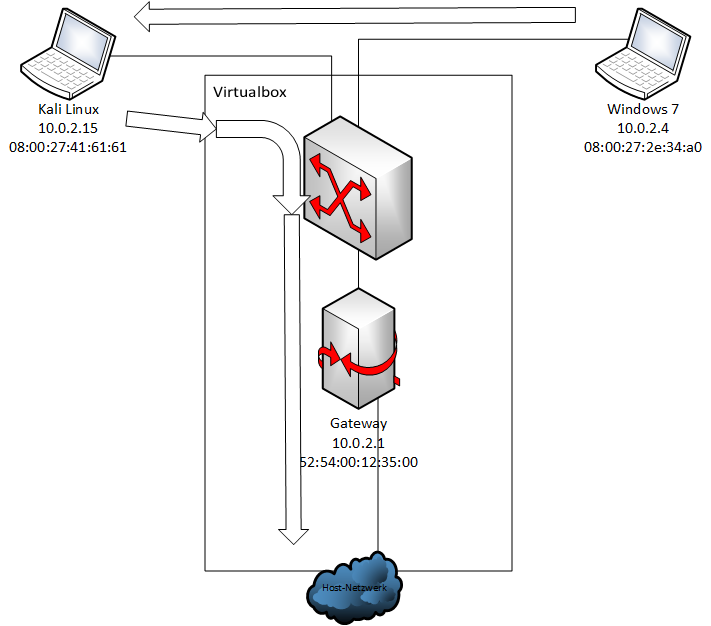 Virtualbox
Kali Linux
10.0.2.15
08:00:27:41:61:61
Windows 7
10.0.2.4
08:00:27:2e:34:a0
Gateway
10.0.2.1
52:54:00:12:35:00
Host-Netzwerk